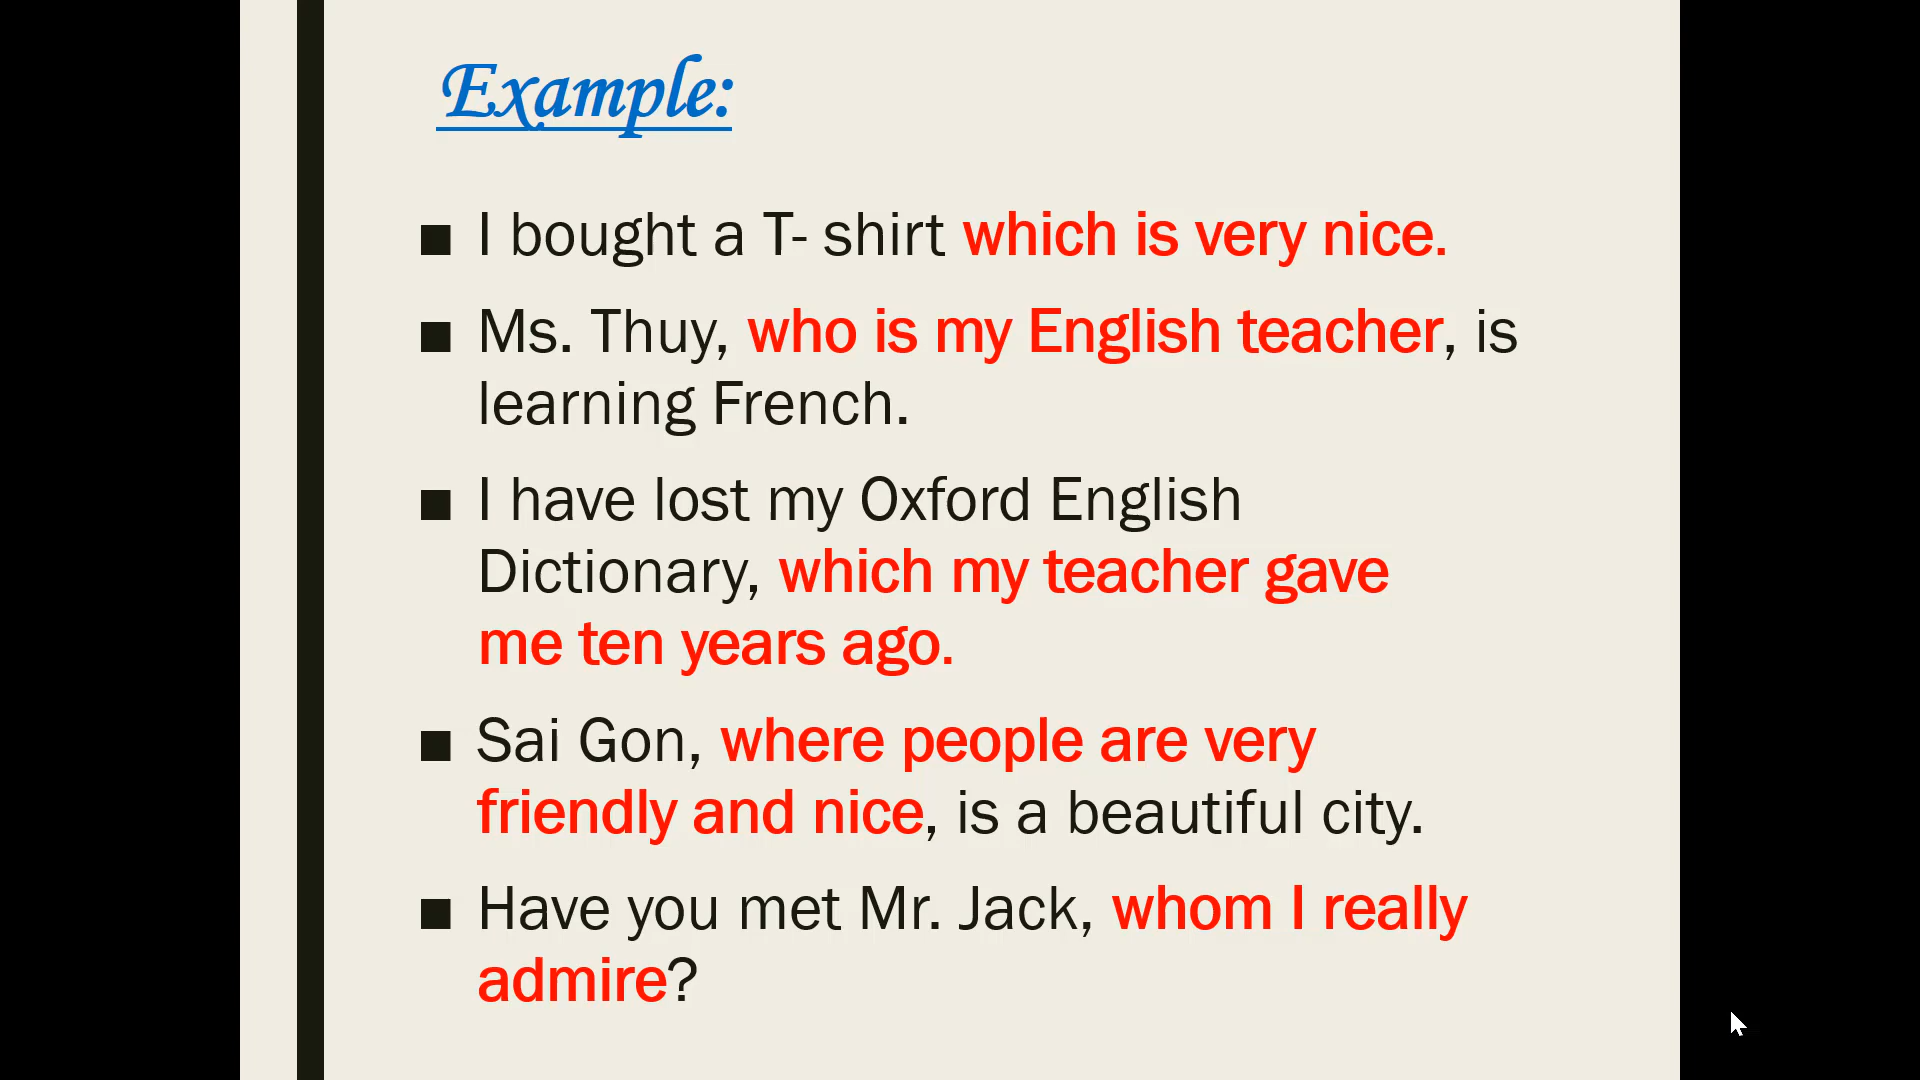 Example:
■ I bought a T- shirt which is very nice.
■ Ms. Thuy, who is my English teacher, is
learning French.
■ I have lost my Oxford English
Dictionary, which my teacher gave
me ten years ago.
■ Sai Gon, where people are very
friendly and nice, is a beautiful city.
■ Have you met Mr. Jack, whom I really
admire?